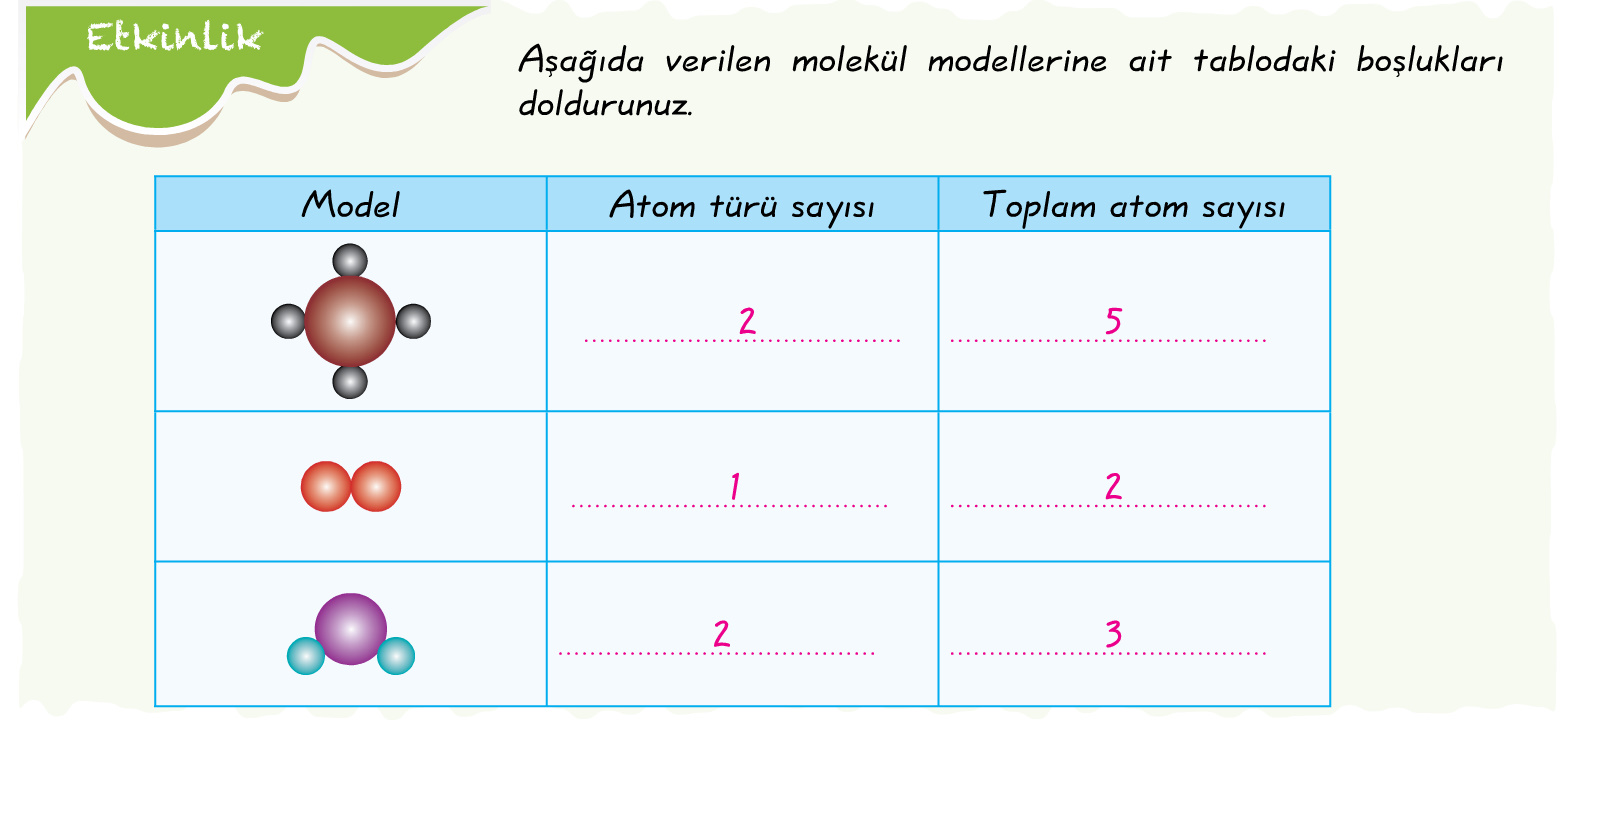 Etkinlik
Aşağıda verilen molekül modellerine ait tablodaki boşlukları
doldurunuz.
Model Atom türü sayısı Toplam atom sayısı
2 5
1 2
2 3